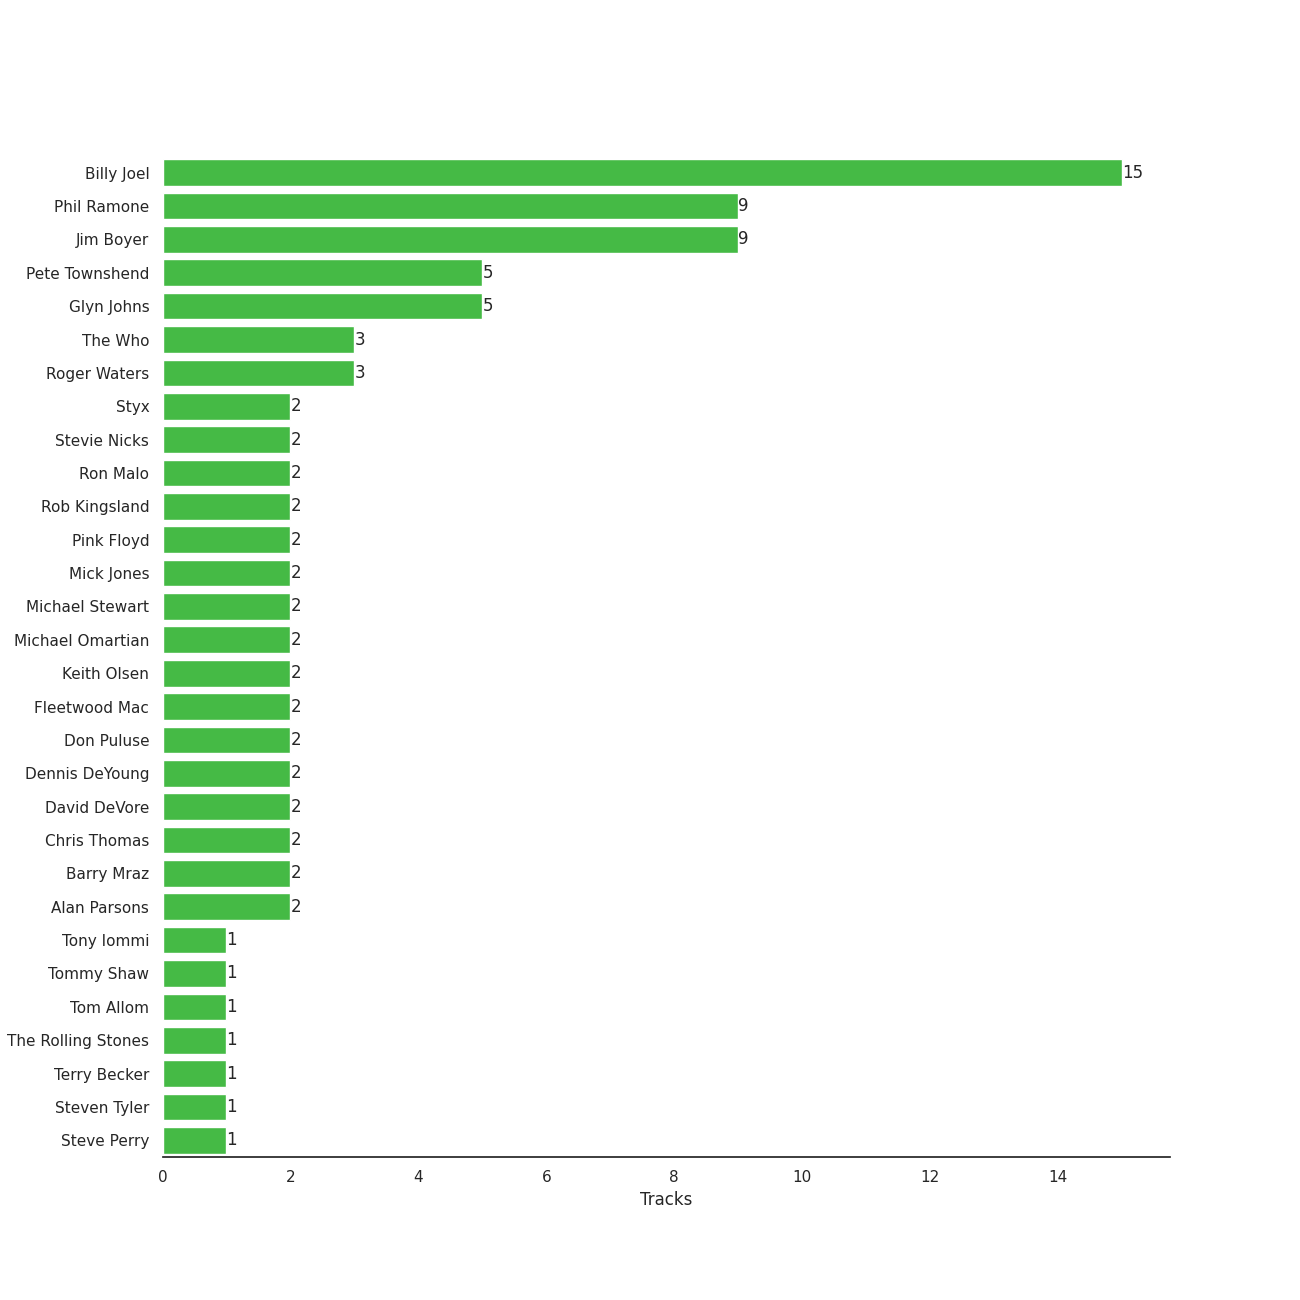 Billy Joel 15
Phil Ramone 9
Jim Boyer 9
Pete Townshend 5
Glyn Johns 5
The Who 3
Roger Waters 3
Styx 2
Stevie Nicks 2
Ron Malo 2
Rob Kingsland 2
Pink Floyd 2
Mick Jones 2
Michael Stewart 2
Michael Omartian 2
Keith Olsen 2
Fleetwood Mac 2
Don Puluse 2
Dennis DeYoung 2
David DeVore 2
Chris Thomas 2
Barry Mraz 2
Alan Parsons 2
Tony Iommi 1
Tommy Shaw 1
Tom Allom 1
The Rolling Stones 1
Terry Becker 1
Steven Tyler 1
Steve Perry 1
0 2 4 6 8 10 12 14
Tracks